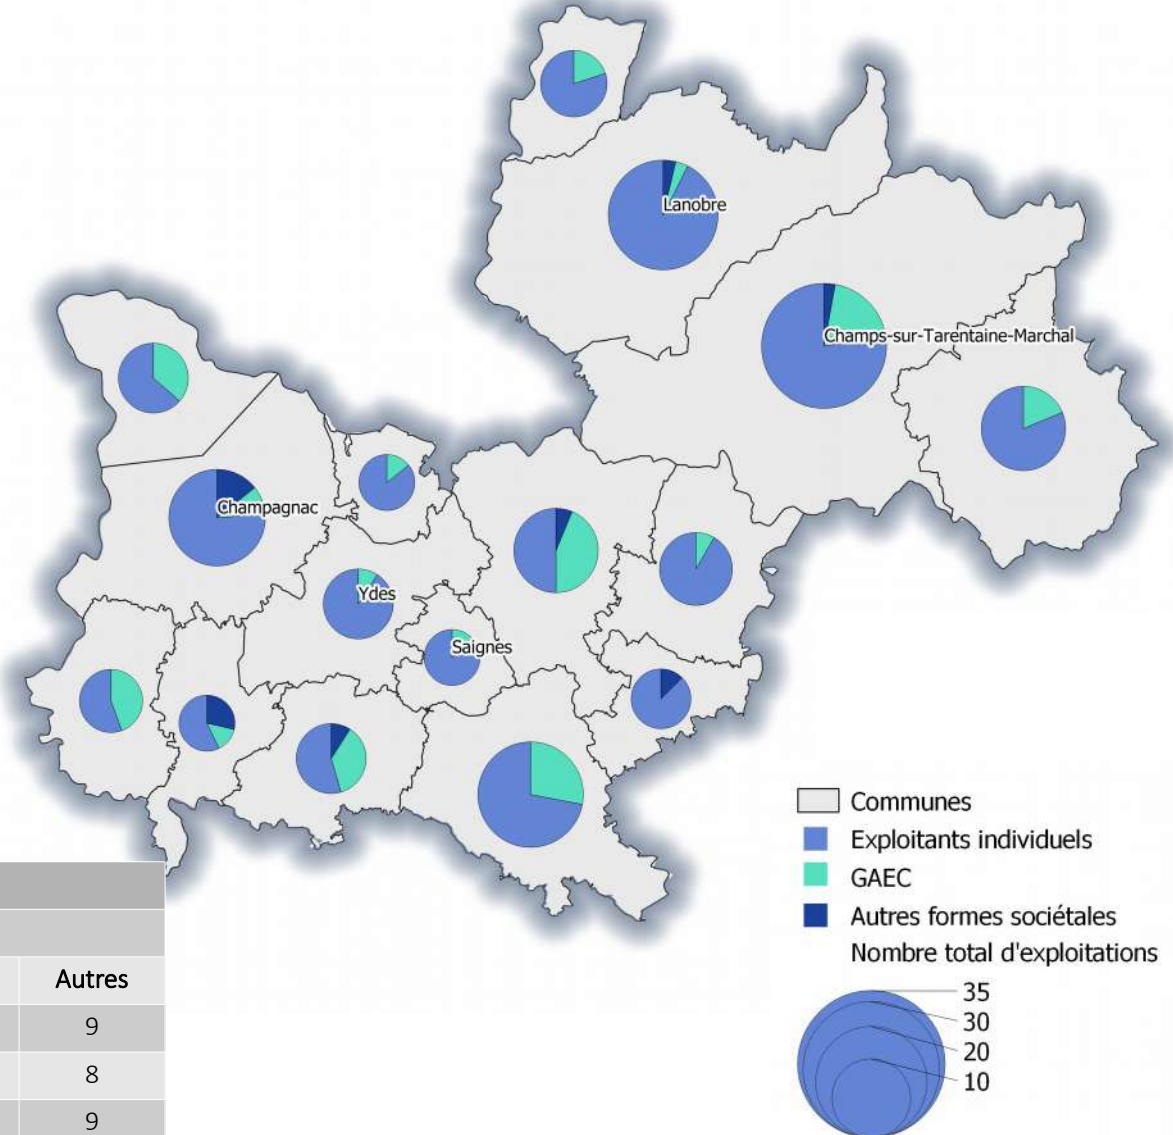 Lanobre
Champs-sur-Tarentaine-Marchal
Champagnac
Ydes
Saignes
Communes
Exploitants individuels
GAEC
Autres formes sociétales
Nombre total d'exploitations
35
30
20
10
Autres
9
8
9